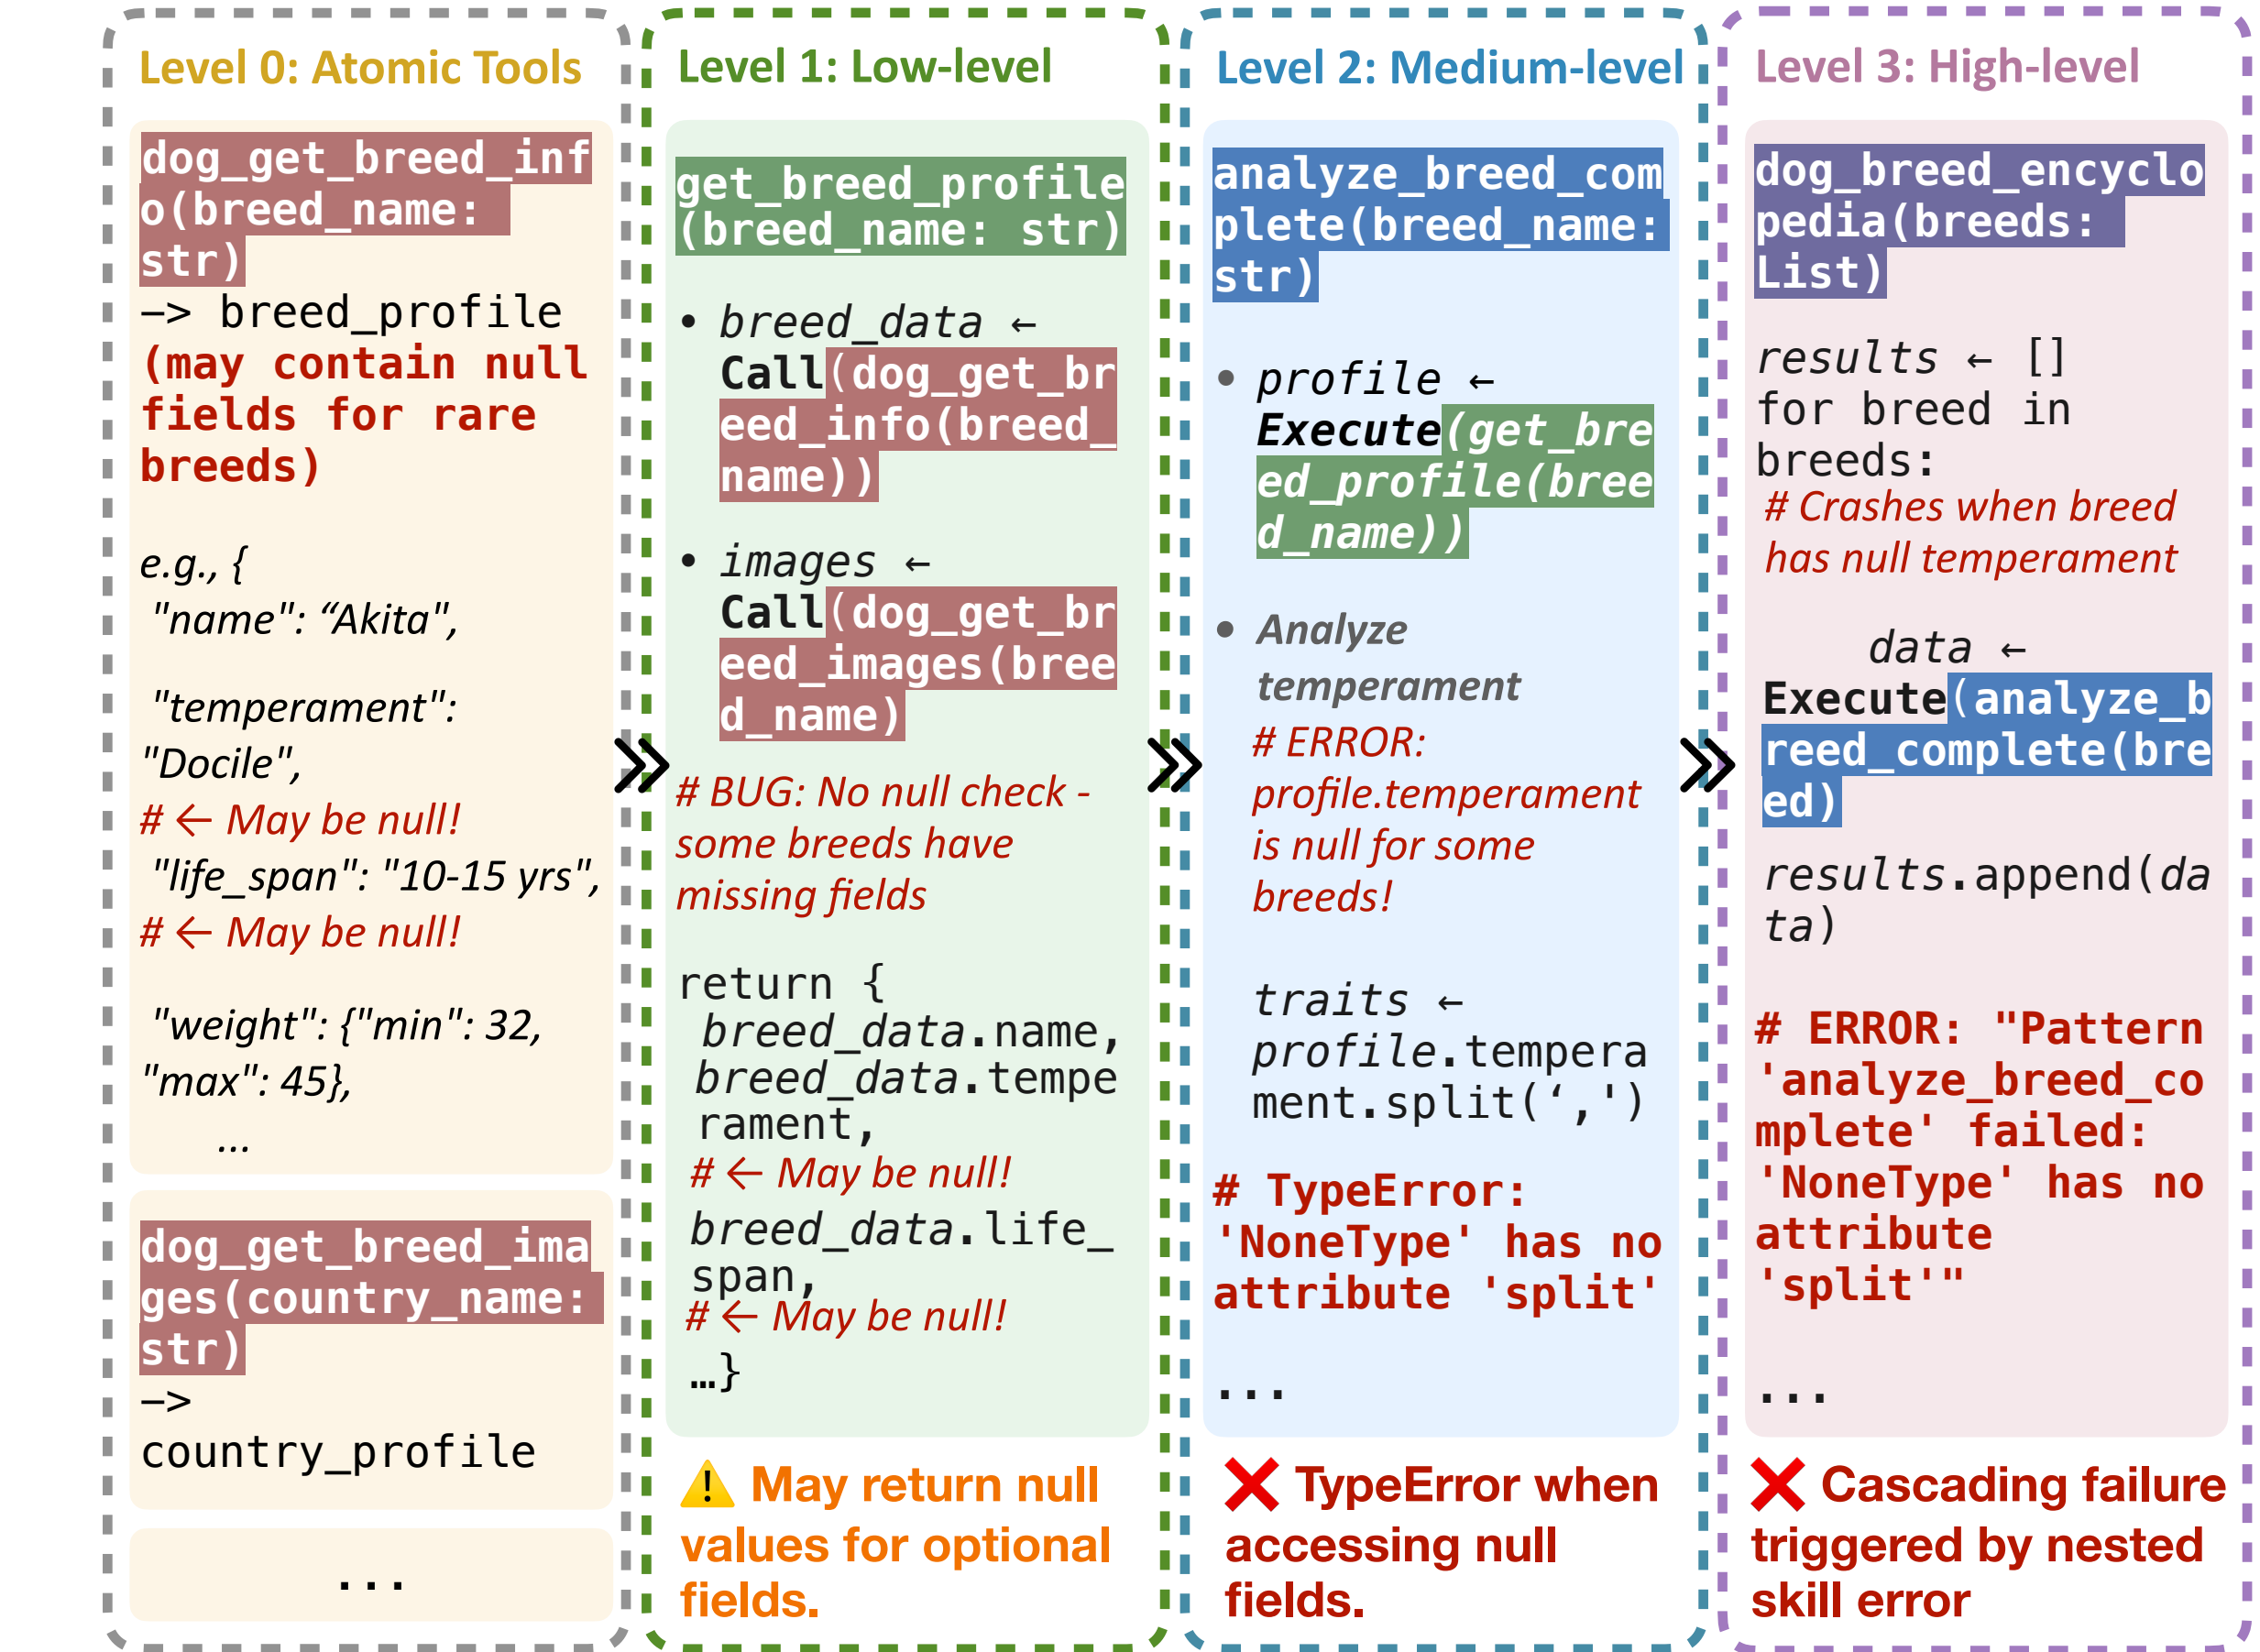 Level 0: Atomic Tools
dog_get_breed_inf
o(breed_name:
str)
—> breed_profile
(may contain null
fields for rare
breeds)
e.g., {
"name": “Akita",
"temperament":
"Docile",
# ← May be null!
"life_span": "10-15 yrs",
# ← May be null!
"weight": {"min": 32,
"max": 45},
...
dog_get_breed_ima
ges(country_name:
str)
—>
country_profile
...
Level 1: Low-level
get_breed_profile
(breed_name: str)
• breed_data ←
Call(dog_get_br
eed_info(breed_
name))
• images ←
Call(dog_get_br
eed_images(bree
d_name)
# BUG: No null check -
some breeds have
missing fields
return {
breed_data.name,
breed_data.tempe
rament,
# ← May be null!
breed_data.life_
span,
# ← May be null!
…}
⚠️ May return null
values for optional
fields.
Level 2: Medium-level
analyze_breed_com
plete(breed_name:
str)
• profile ←
Execute(get_bre
ed_profile(bree
d_name))
• Analyze
temperament
# ERROR:
profile.temperament
is null for some
breeds!
traits ←
profile.tempera
ment.split(‘,')
# TypeError:
'NoneType' has no
attribute 'split'
...
❌ TypeError when
accessing null
fields.
Level 3: High-level
dog_breed_encyclo
pedia(breeds:
List)
results ← []
for breed in
breeds:
# Crashes when breed
has null temperament
data ←
Execute(analyze_b
reed_complete(bre
ed)
results.append(da
ta)
# ERROR: "Pattern
'analyze_breed_co
mplete' failed:
'NoneType' has no
attribute
'split'"
...
❌ Cascading failure
triggered by nested
skill error